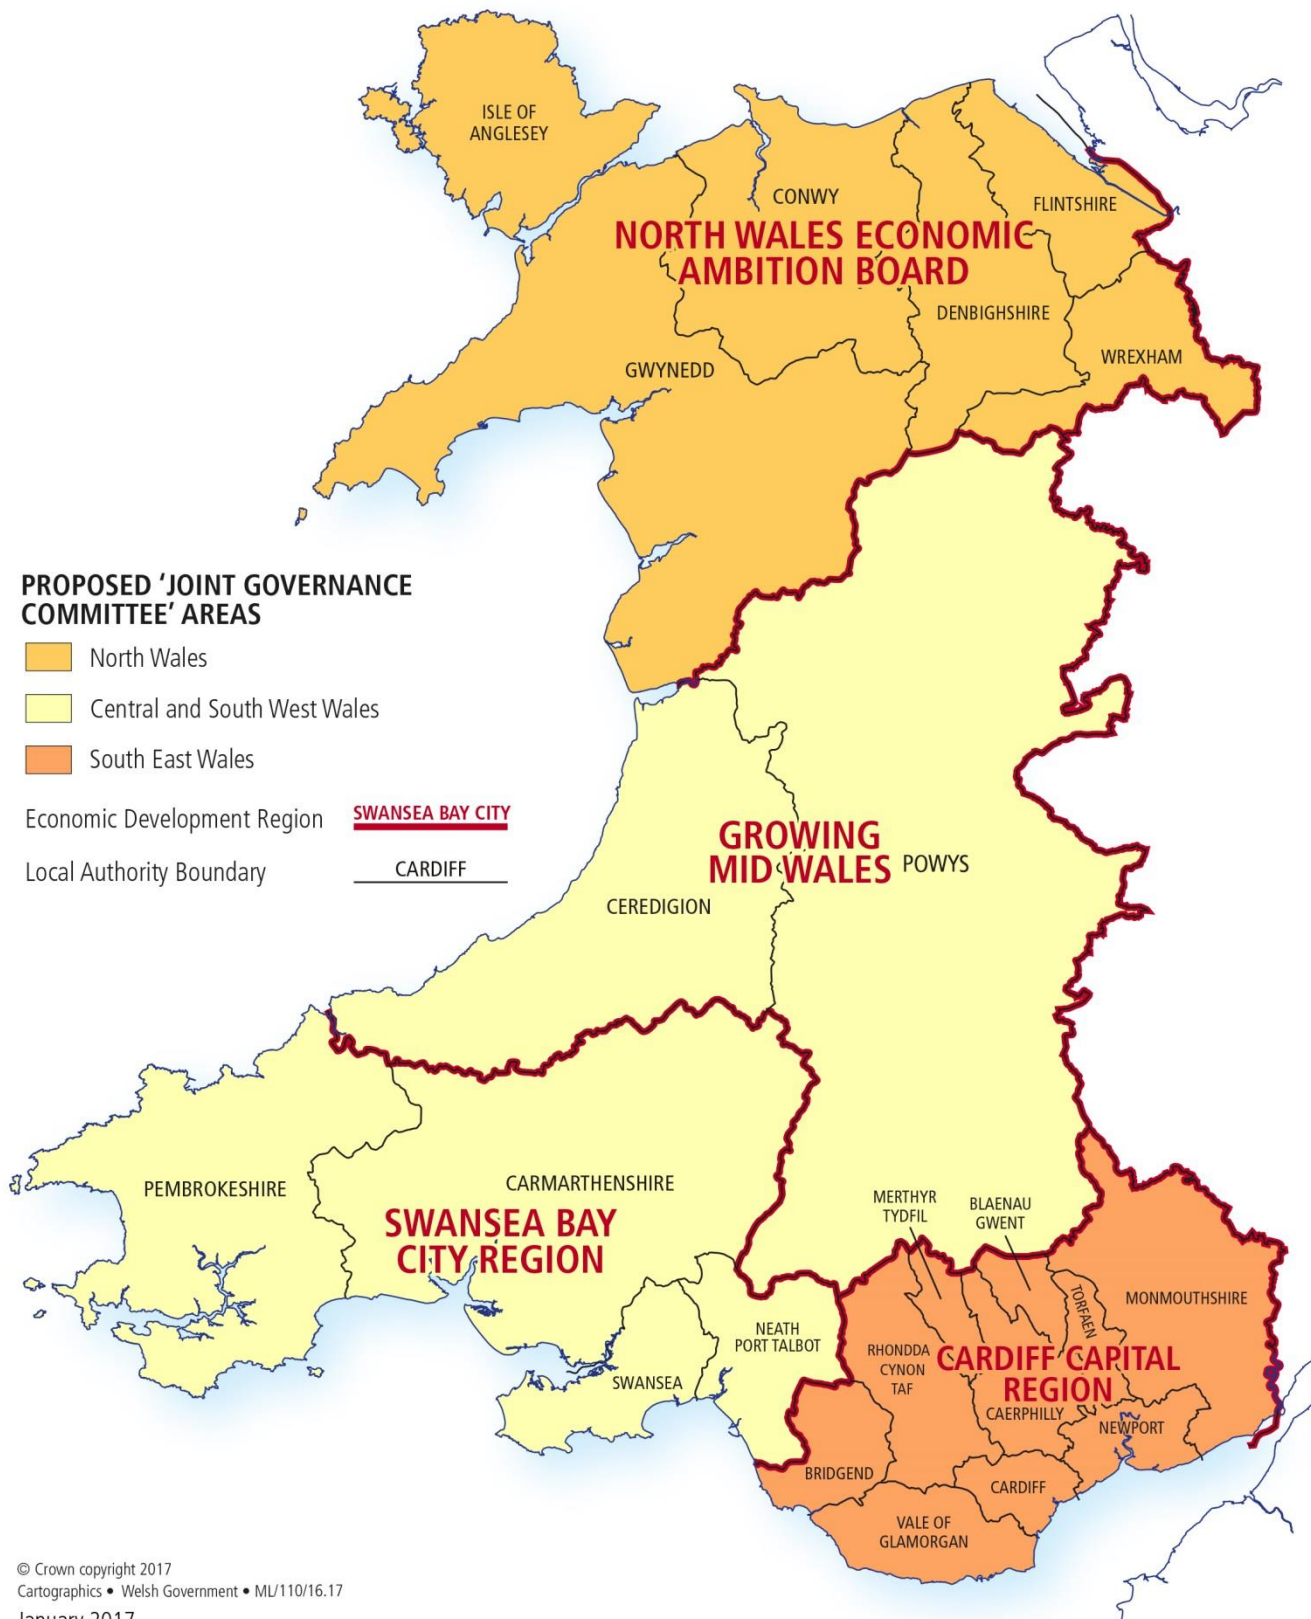 ISLE OF
ANGLESEY
CONWY
FLINTSHIRE
NORTH WALES ECONOMIC
AMBITION BOARD
DENBIGHSHIRE
WREXHAM
GWYNEDD
PROPOSED ‘JOINT GOVERNANCE
COMMITTEE’ AREAS
North Wales
Central and South West Wales
South East Wales
Economic Development Region SWANSEA BAY CITY
Local Authority Boundary CARDIFF
GROWING
MID WALES
POWYS
CEREDIGION
PEMBROKESHIRE
CARMARTHENSHIRE
SWANSEA BAY
CITY REGION
MERTHYR
TYDFIL
BLAENAU
GWENT
TORFAEN
MONMOUTHSHIRE
NEATH
PORT TALBOT
SWANSEA
RHONDDA
CYNON
TAF
CARDIFF CAPITAL
REGION
CAERPHILLY
NEWPORT
BRIDGEND
CARDIFF
VALE OF
GLAMORGAN
© Crown copyright 2017
Cartographics • Welsh Government • ML/110/16.17
January 2017